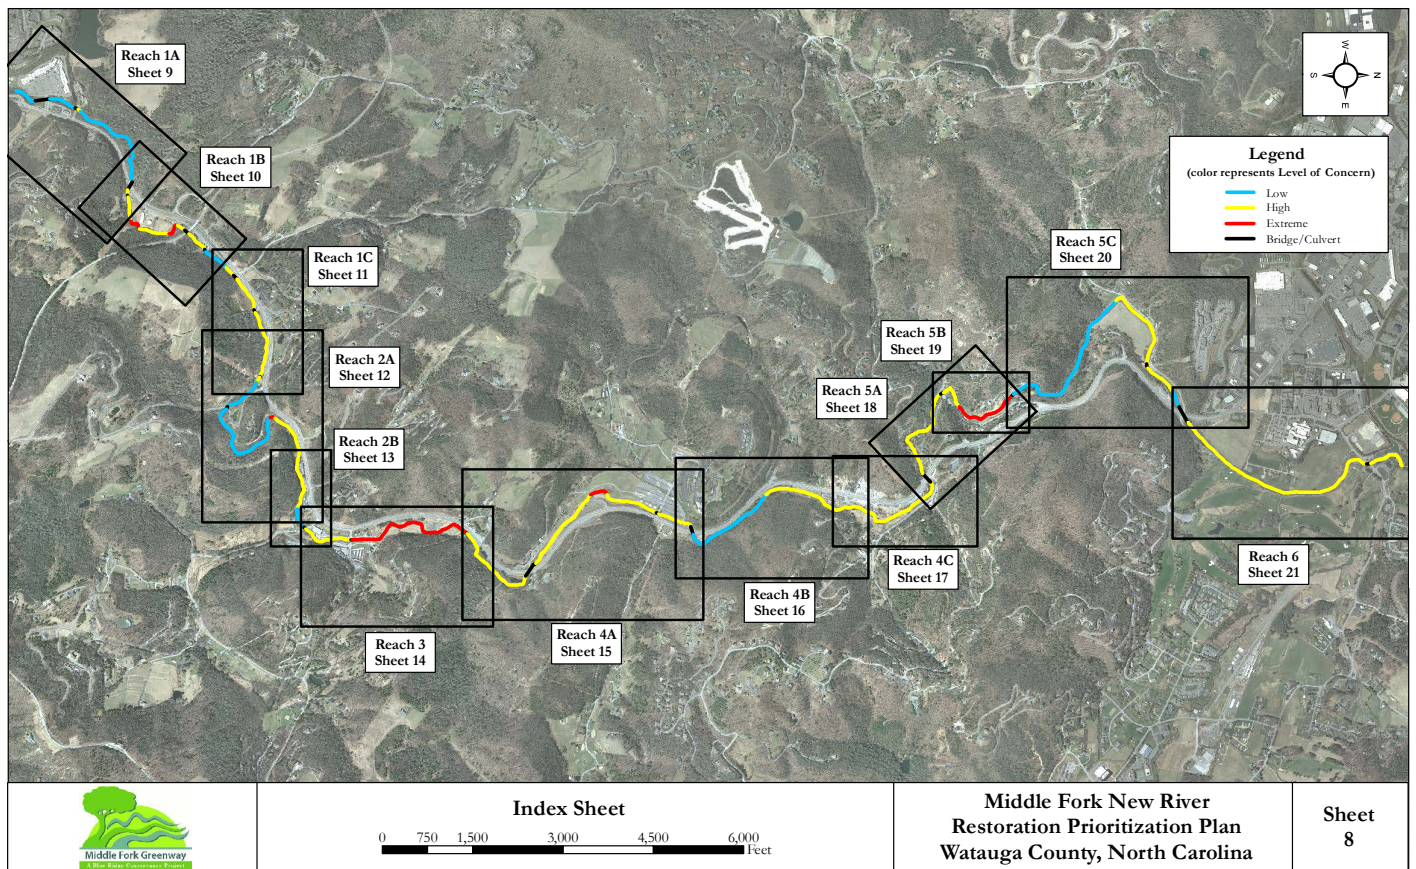 Reach 1A
Sheet 9
Reach 1B
Sheet 10
Reach 1C
Sheet 11
Reach 2A
Sheet 12
Reach 2B
Sheet 13
Reach 3
Sheet 14
Reach 4A
Sheet 15
Reach 4B
Sheet 16
Reach 4C
Sheet 17
Reach 5A
Sheet 18
Reach 5B
Sheet 19
Reach 5C
Sheet 20
Reach 6
Sheet 21
W
S
N
E
Legend
(color represents Level of Concern)
Low
High
Extreme
Bridge/Culvert
Middle Fork Greenway
A Blue Ridge Conservancy Project
Index Sheet
0 750 1,500 3,000 4,500 6,000
Feet
Middle Fork New River
Restoration Prioritization Plan
Watauga County, North Carolina
Sheet
8